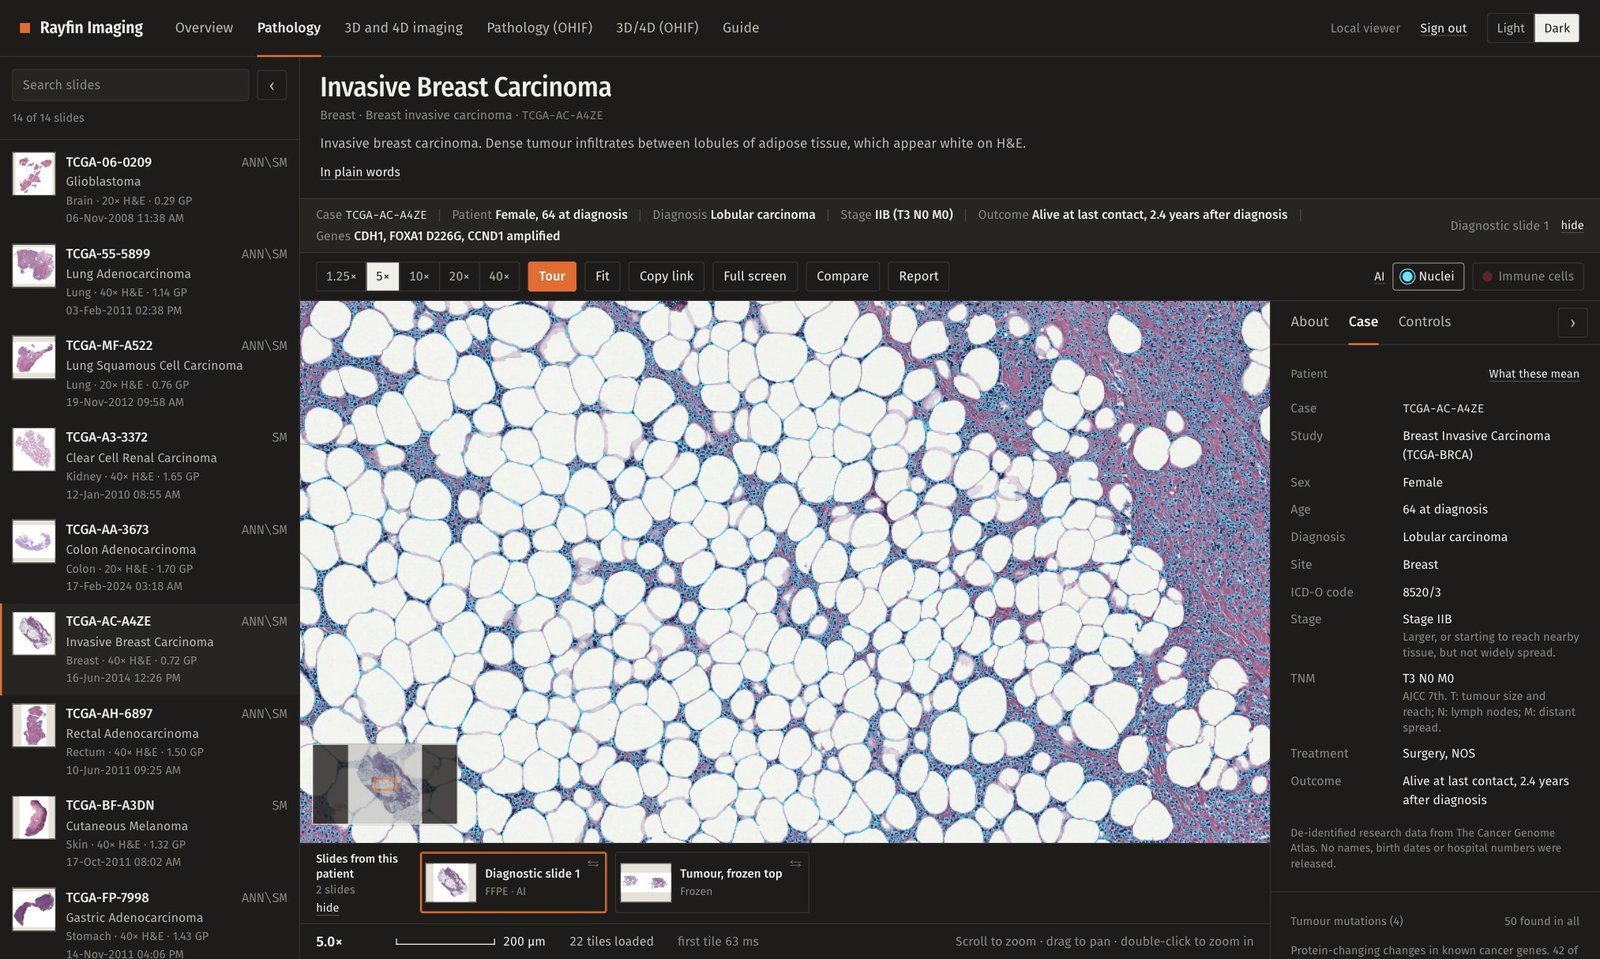 Rayfin Imaging
Overview
Pathology
3D and 4D imaging
Pathology (OHIF)
3D/4D (OHIF)
Guide
Local viewer
Sign out
Light
Dark
Search slides
‹
14 of 14 slides
TCGA-06-0209 ANN\SM
Glioblastoma
Brain · 20× H&E · 0.29 GP
06-Nov-2008 11:38 AM
TCGA-55-5899 ANN\SM
Lung Adenocarcinoma
Lung · 40× H&E · 1.14 GP
03-Feb-2011 02:38 PM
TCGA-MF-A522 ANN\SM
Lung Squamous Cell Carcinoma
Lung · 20× H&E · 0.76 GP
19-Nov-2012 09:58 AM
TCGA-A3-3372 SM
Clear Cell Renal Carcinoma
Kidney · 40× H&E · 1.65 GP
12-Jan-2010 08:55 AM
TCGA-AA-3673 ANN\SM
Colon Adenocarcinoma
Colon · 20× H&E · 1.70 GP
17-Feb-2024 03:18 AM
TCGA-AC-A4ZE ANN\SM
Invasive Breast Carcinoma
Breast · 40× H&E · 0.72 GP
16-Jun-2014 12:26 PM
TCGA-AH-6897 ANN\SM
Rectal Adenocarcinoma
Rectum · 40× H&E · 1.50 GP
10-Jun-2011 09:25 AM
TCGA-BF-A3DN SM
Cutaneous Melanoma
Skin · 40× H&E · 1.32 GP
17-Oct-2011 08:02 AM
TCGA-FP-7998 ANN\SM
Gastric Adenocarcinoma
Stomach · 40× H&E · 1.43 GP
14-Nov-2011 04:06 PM
Invasive Breast Carcinoma
Breast · Breast invasive carcinoma · TCGA-AC-A4ZE
Invasive breast carcinoma. Dense tumour infiltrates between lobules of adipose tissue, which appear white on H&E.
In plain words
Case TCGA-AC-A4ZE | Patient Female, 64 at diagnosis | Diagnosis Lobular carcinoma | Stage IIB (T3 N0 M0) | Outcome Alive at last contact, 2.4 years after diagnosis |
Genes CDH1, FOXA1 D226G, CCND1 amplified
Diagnostic slide 1 hide
1.25× 5× 10× 20× 40× Tour Fit Copy link Full screen Compare Report
AI Nuclei Immune cells
About Case Controls ›
Patient What these mean
Case TCGA-AC-A4ZE
Study Breast Invasive Carcinoma
(TCGA-BRCA)
Sex Female
Age 64 at diagnosis
Diagnosis Lobular carcinoma
Site Breast
ICD-O code 8520/3
Stage Stage IIB
Larger, or starting to reach nearby
tissue, but not widely spread.
TNM T3 N0 M0
AJCC 7th. T: tumour size and
reach; N: lymph nodes; M: distant
spread.
Treatment Surgery, NOS
Outcome Alive at last contact, 2.4 years
after diagnosis
De-identified research data from The Cancer Genome
Atlas. No names, birth dates or hospital numbers were
released.
Tumour mutations (4) 50 found in all
Protein-changing changes in known cancer genes. 42 of
Slides from this
patient
2 slides
hide
Diagnostic slide 1
FFPE · AI
Tumour, frozen top
Frozen
5.0× 200 µm 22 tiles loaded first tile 63 ms
Scroll to zoom · drag to pan · double-click to zoom in